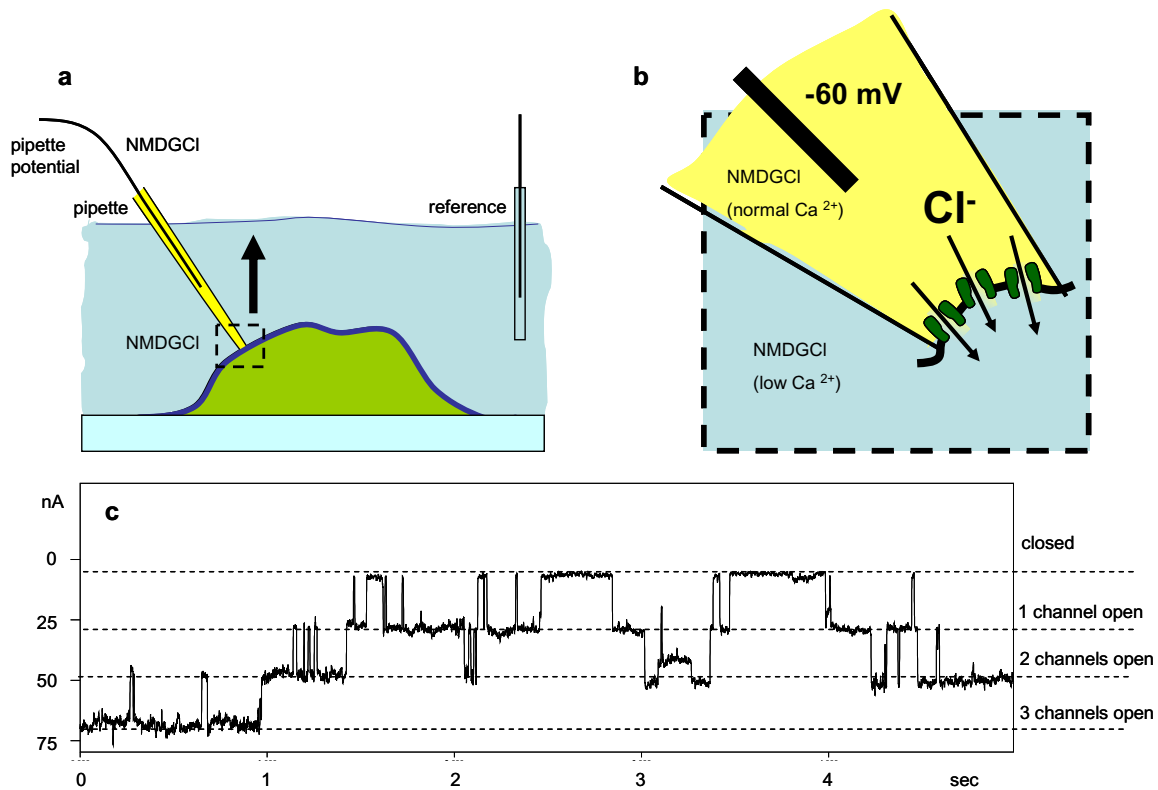 a
pipette
potential
NMDGCl
pipette
reference
NMDGCl
b
-60 mV
NMDGCl
(normal Ca 2+)
Cl-
NMDGCl
(low Ca 2+)
nA
c
0
closed
1 channel open
25
2 channels open
50
3 channels open
75
0
1
2
3
4
sec